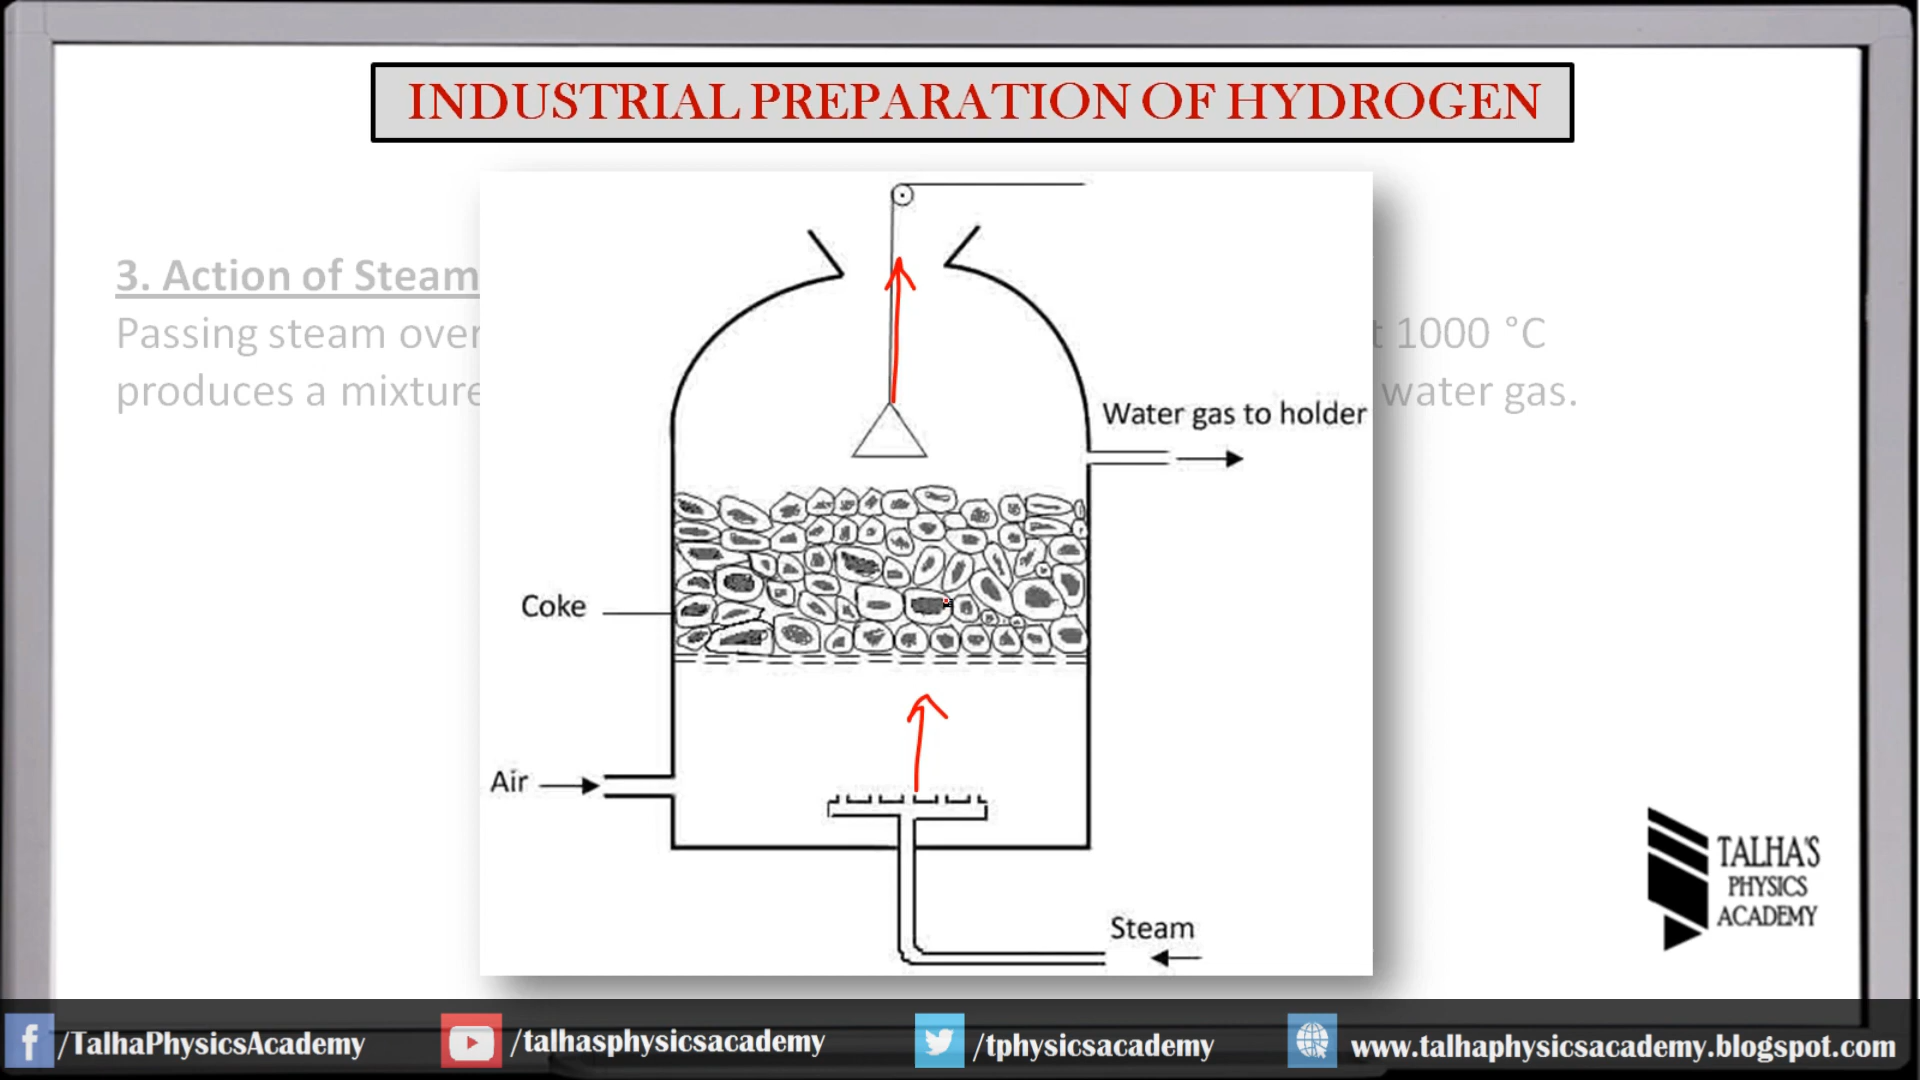 INDUSTRIAL PREPARATION OF HYDROGEN
3. Action of Steam
Passing steam over t 1000 °C
produces a mixture water gas.
Water gas to holder
Coke
Air
Steam
TALHA'S
PHYSICS
ACADEMY
/TalhaPhysicsAcademy /talhasphysicsacademy /tphysicsacademy www.talhaphysicsacademy.blogspot.com